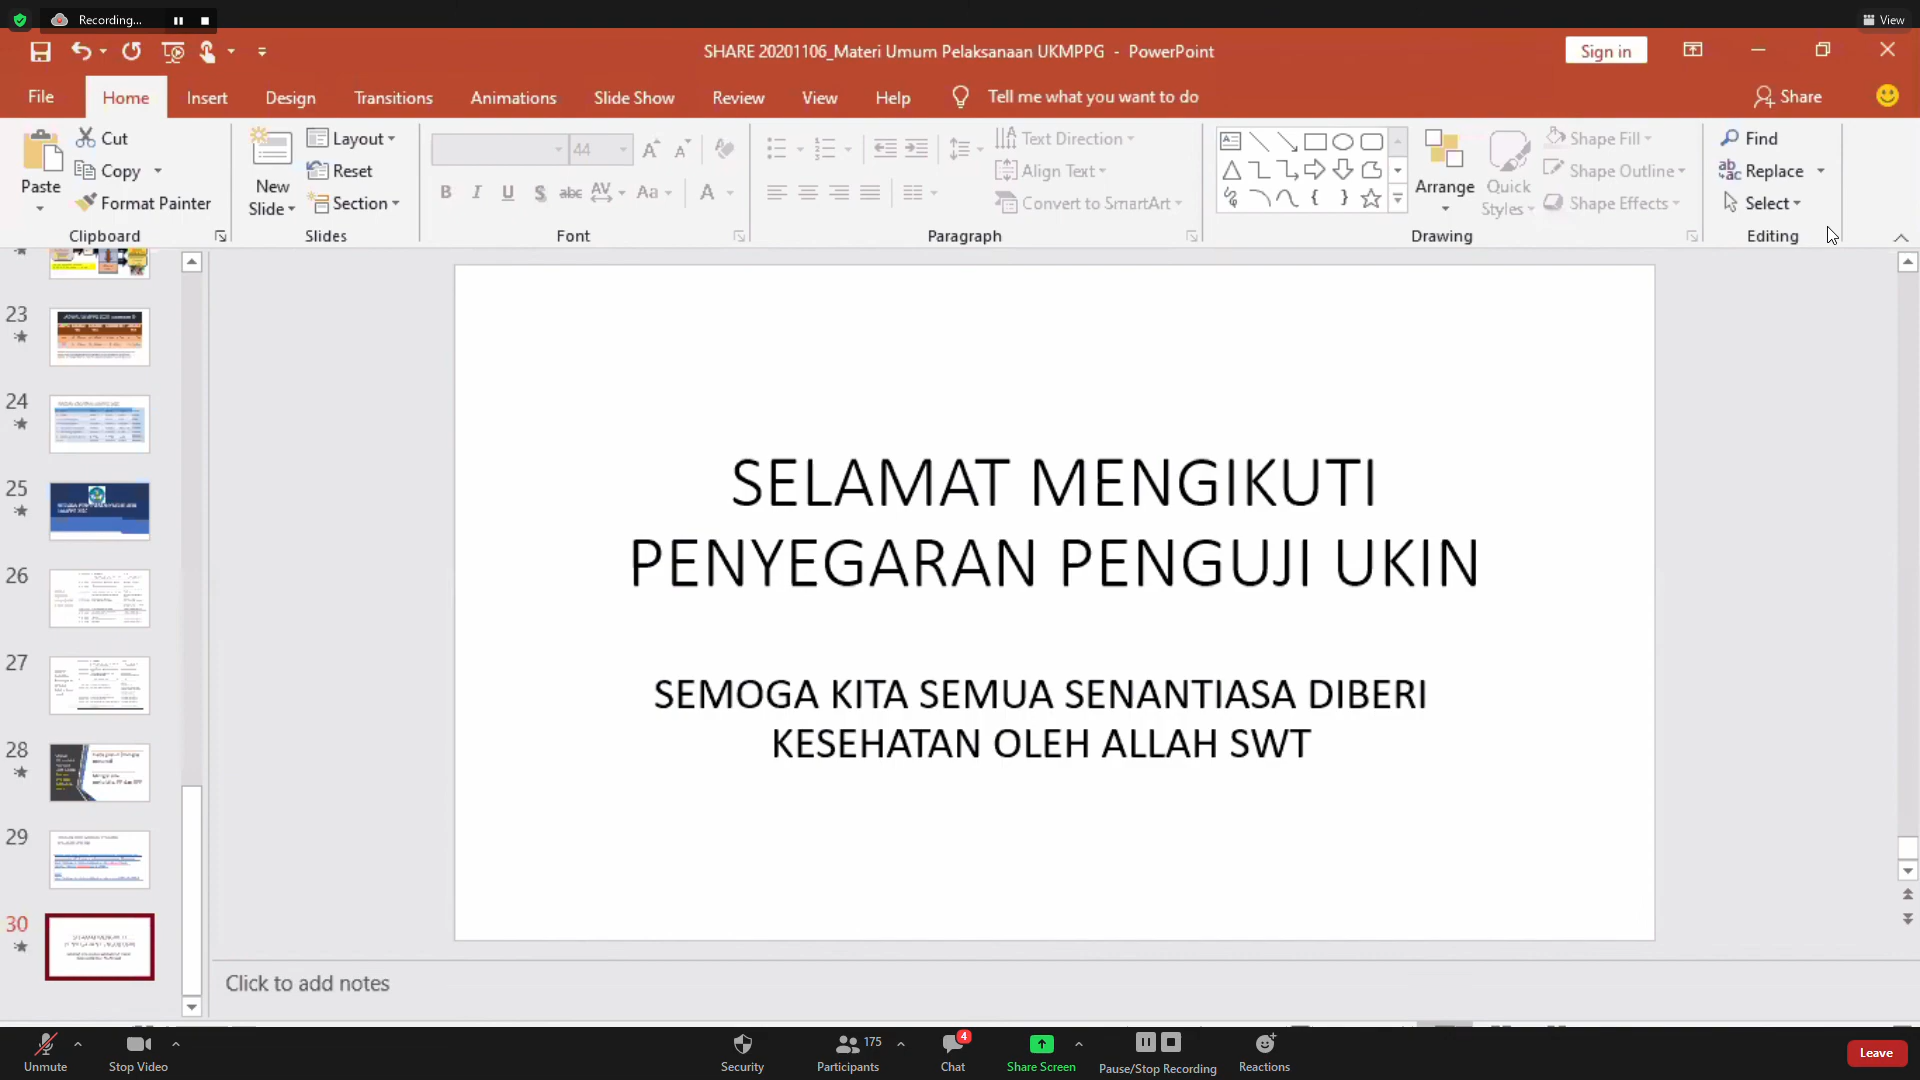 Recording...
View
SHARE 20201106_Materi Umum Pelaksanaan UKMPPG - PowerPoint
Sign in
File Home Insert Design Transitions Animations Slide Show Review View Help Tell me what you want to do Share
Cut
Copy
Format Painter
Paste
Clipboard
New
Slide
Layout
Reset
Section
Slides
44
B I U S abc AV Aa A
Font
Text Direction
Align Text
Convert to SmartArt
Paragraph
Arrange
Quick
Styles
Shape Fill
Shape Outline
Shape Effects
Drawing
Find
Replace
Select
Editing
23
24
25
26
27
28
29
30
SELAMAT MENGIKUTI
PENYEGARAN PENGUJI UKIN
SEMOGA KITA SEMUA SENANTIASA DIBERI
KESEHATAN OLEH ALLAH SWT
Click to add notes
Unmute
Stop Video
Security
175
Participants
4
Chat
Share Screen
Pause/Stop Recording
Reactions
Leave